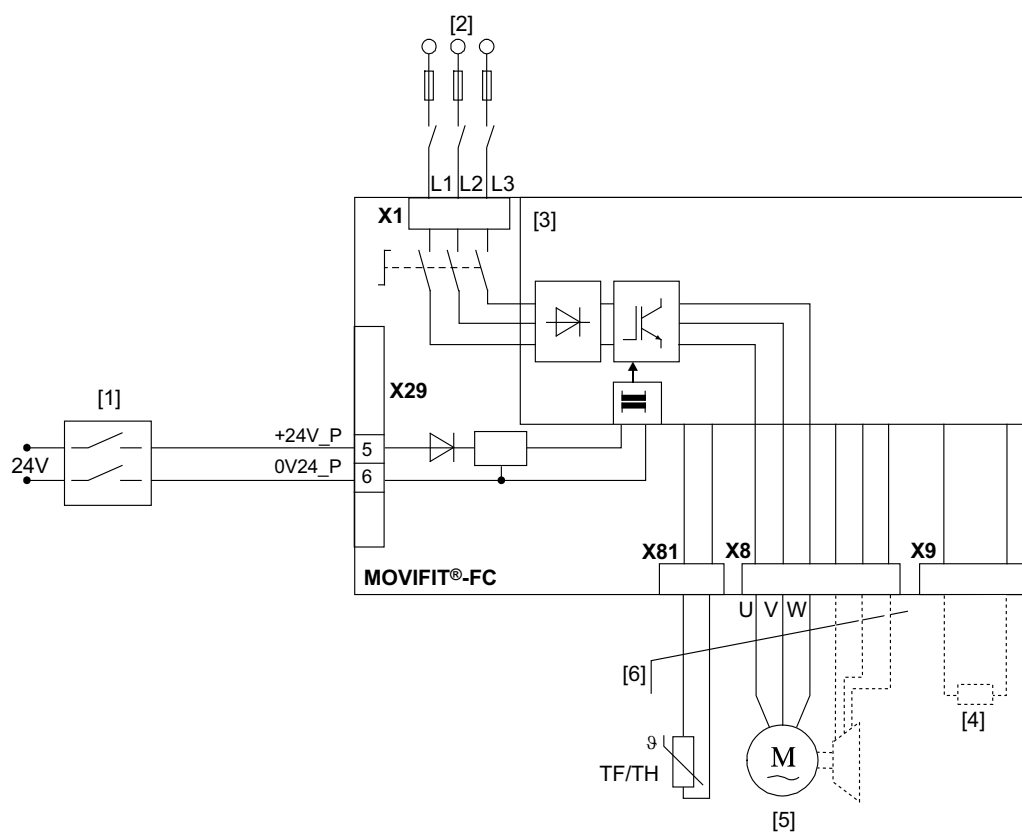 [2]
L1 L2 L3
X1
[3]
X29
[1]
+24V_P
5
24V
0V24_P
6
X81
X8
X9
MOVIFIT®-FC
U V W
[6]
[4]
ϑ
M
TF/TH
[5]